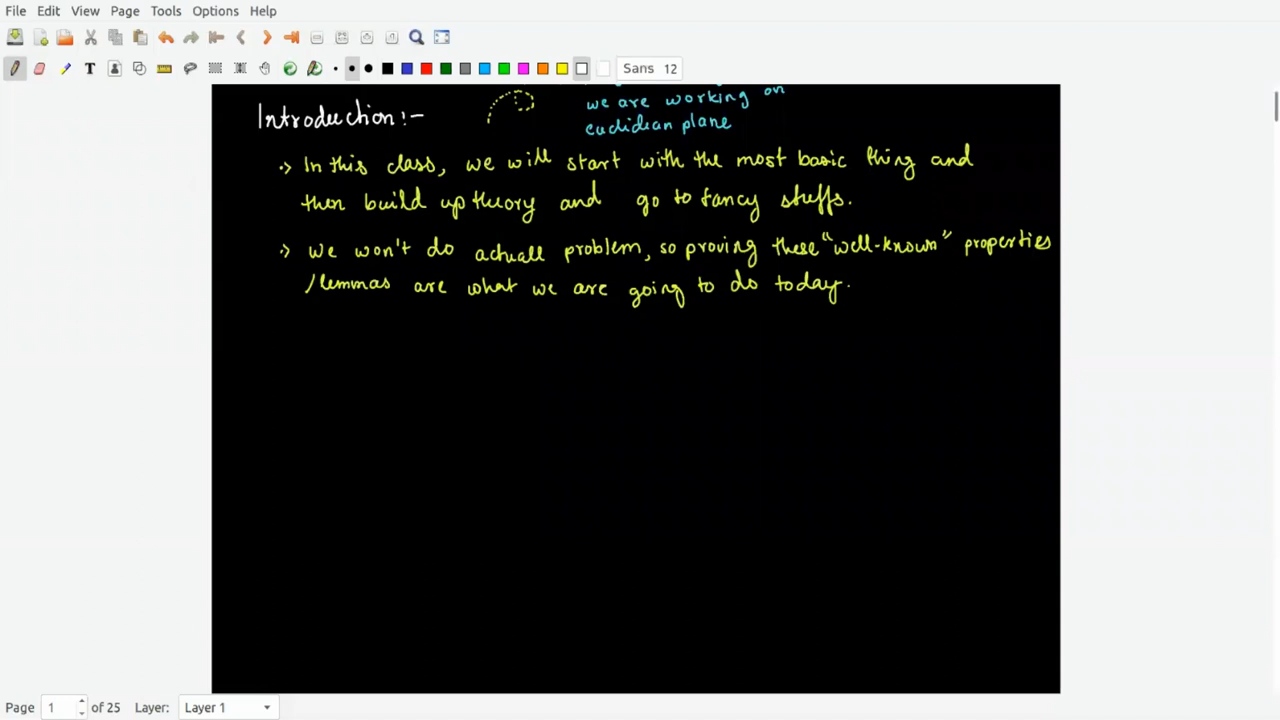 File Edit View Page Tools Options Help
Sans 12
we are working on
Introduction:-
euclidean plane
In this class, we will start with the most basic thing and
then build up theory and go to fancy stuffs.
we won't do actuall problem, so proving these "well-known" properties
/lemmas are what we are going to do today.
Page 1 of 25 Layer: Layer 1